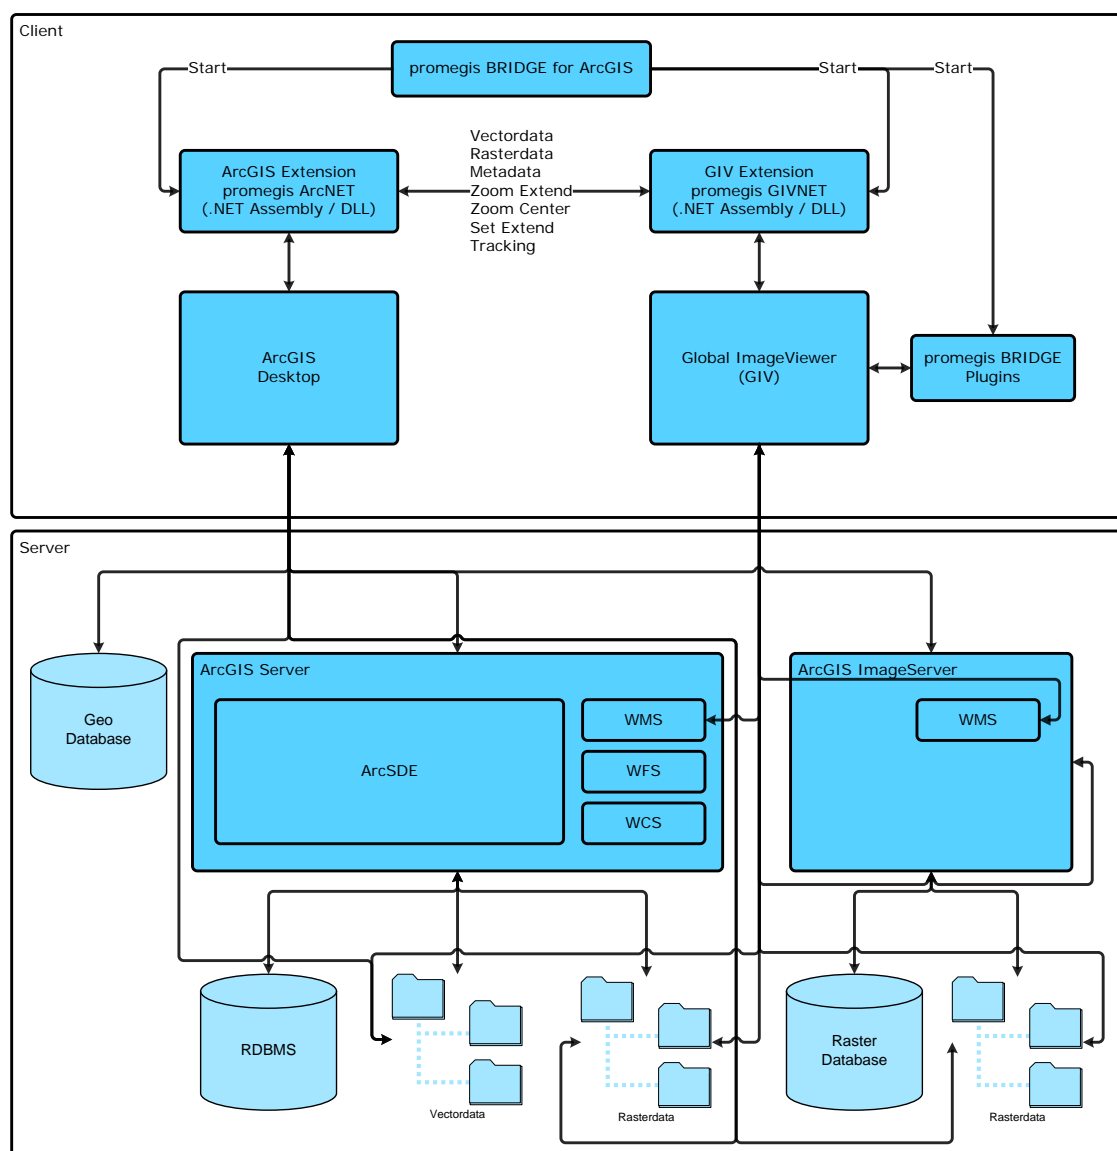 Client
promegis BRIDGE for ArcGIS
Start
Start
Start
Vectordata
Rasterdata
Metadata
Zoom Extend
Zoom Center
Set Extend
Tracking
ArcGIS Extension
promegis ArcNET
(.NET Assembly / DLL)
GIV Extension
promegis GIVNET
(.NET Assembly / DLL)
ArcGIS
Desktop
Global ImageViewer
(GIV)
promegis BRIDGE
Plugins
Server
Geo
Database
ArcGIS Server
ArcSDE
WMS
WFS
WCS
ArcGIS ImageServer
WMS
RDBMS
Vectordata
Rasterdata
Raster
Database
Rasterdata